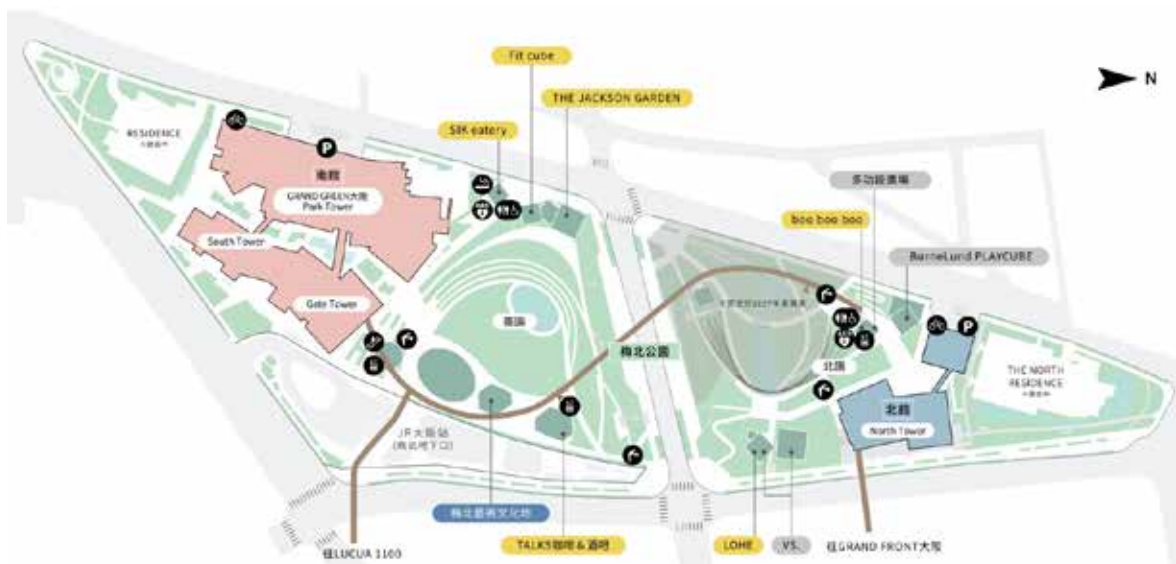 Fit cube
N
THE JACKSON GARDEN
RESIDENCE
P
SIK eatery
南館
GRAND GREEN大阪
Park Tower
多功能廣場
boo boo boo
South Tower
BørneLund PLAYCUBE
Gate Tower
南園
梅北公園
P
北園
THE NORTH
RESIDENCE
北館
North Tower
JR大阪站
(梅北地下口)
梅北藝術文化地
TALKS咖啡&酒吧
LOHE
VS.
往GRAND FRONT大阪
往LUCUA 1100